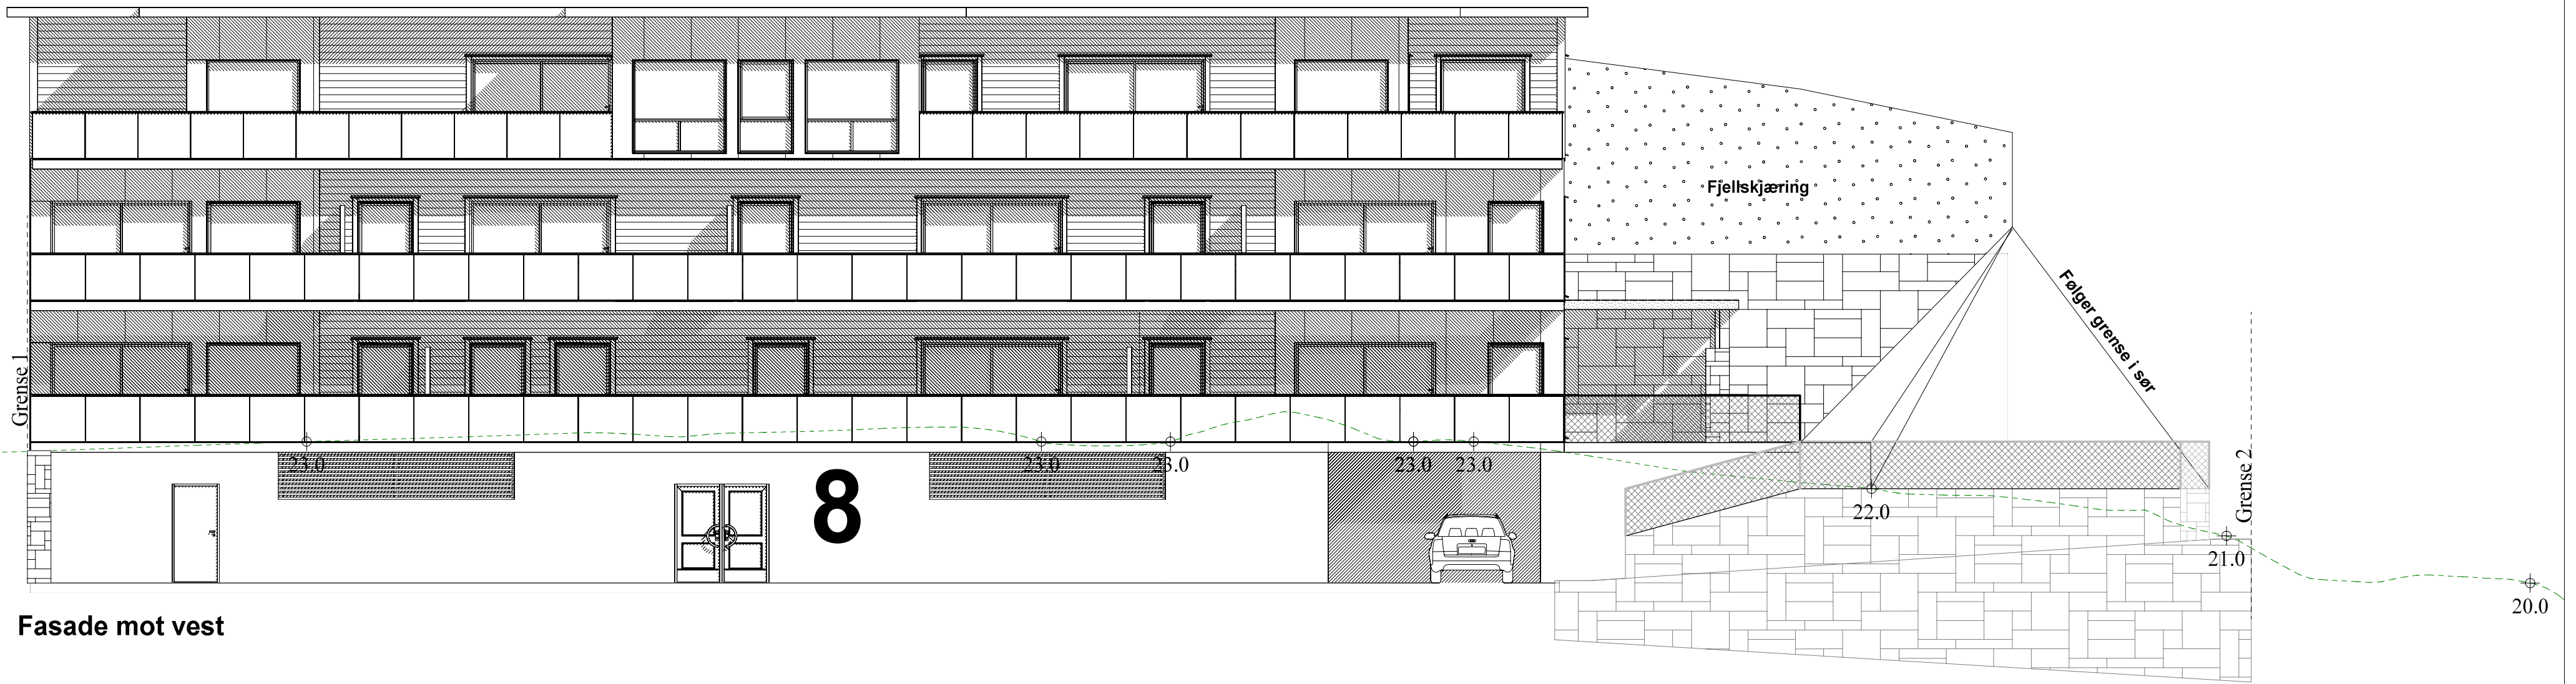 Fjellskjæring
Følger grense i sør
Grense 1
Grense 2
23.0
23.0
23.0
23.0
23.0
8
22.0
21.0
20.0
Fasade mot vest